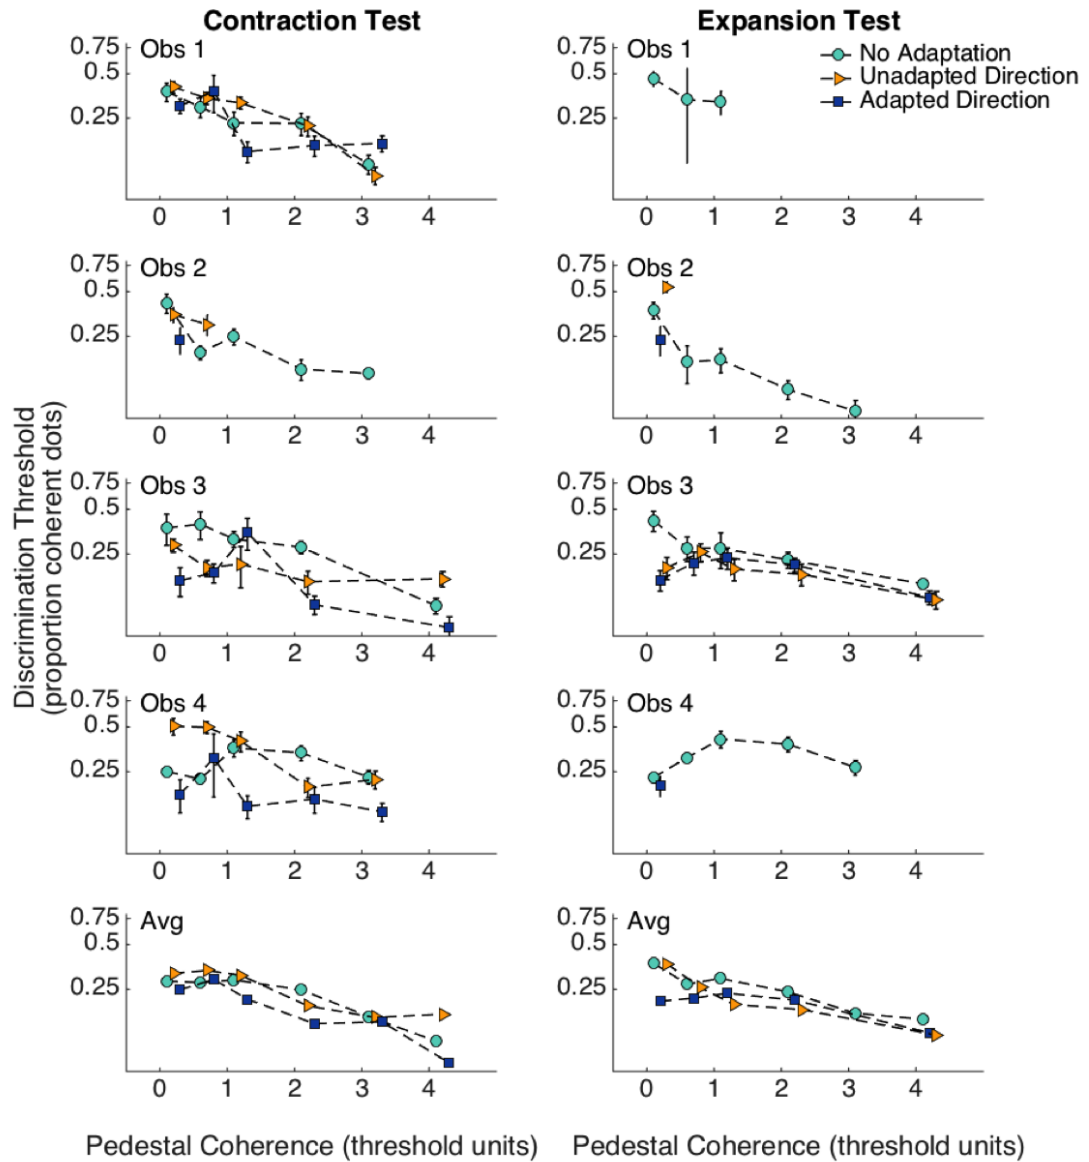 Contraction Test
Expansion Test
0.75
0.5
0.25
Obs 1
0 1 2 3 4
0.75
0.5
0.25
Obs 1
No Adaptation
Unadapted Direction
Adapted Direction
0 1 2 3 4
0.75
0.5
0.25
Obs 2
0 1 2 3 4
0.75
0.5
0.25
Obs 2
0 1 2 3 4
Discrimination Threshold
(proportion coherent dots)
0.75
0.5
0.25
Obs 3
0 1 2 3 4
0.75
0.5
0.25
Obs 3
0 1 2 3 4
0.75
0.5
0.25
Obs 4
0 1 2 3 4
0.75
0.5
0.25
Obs 4
0 1 2 3 4
0.75
0.5
0.25
Avg
0 1 2 3 4
0.75
0.5
0.25
Avg
0 1 2 3 4
Pedestal Coherence (threshold units)
Pedestal Coherence (threshold units)